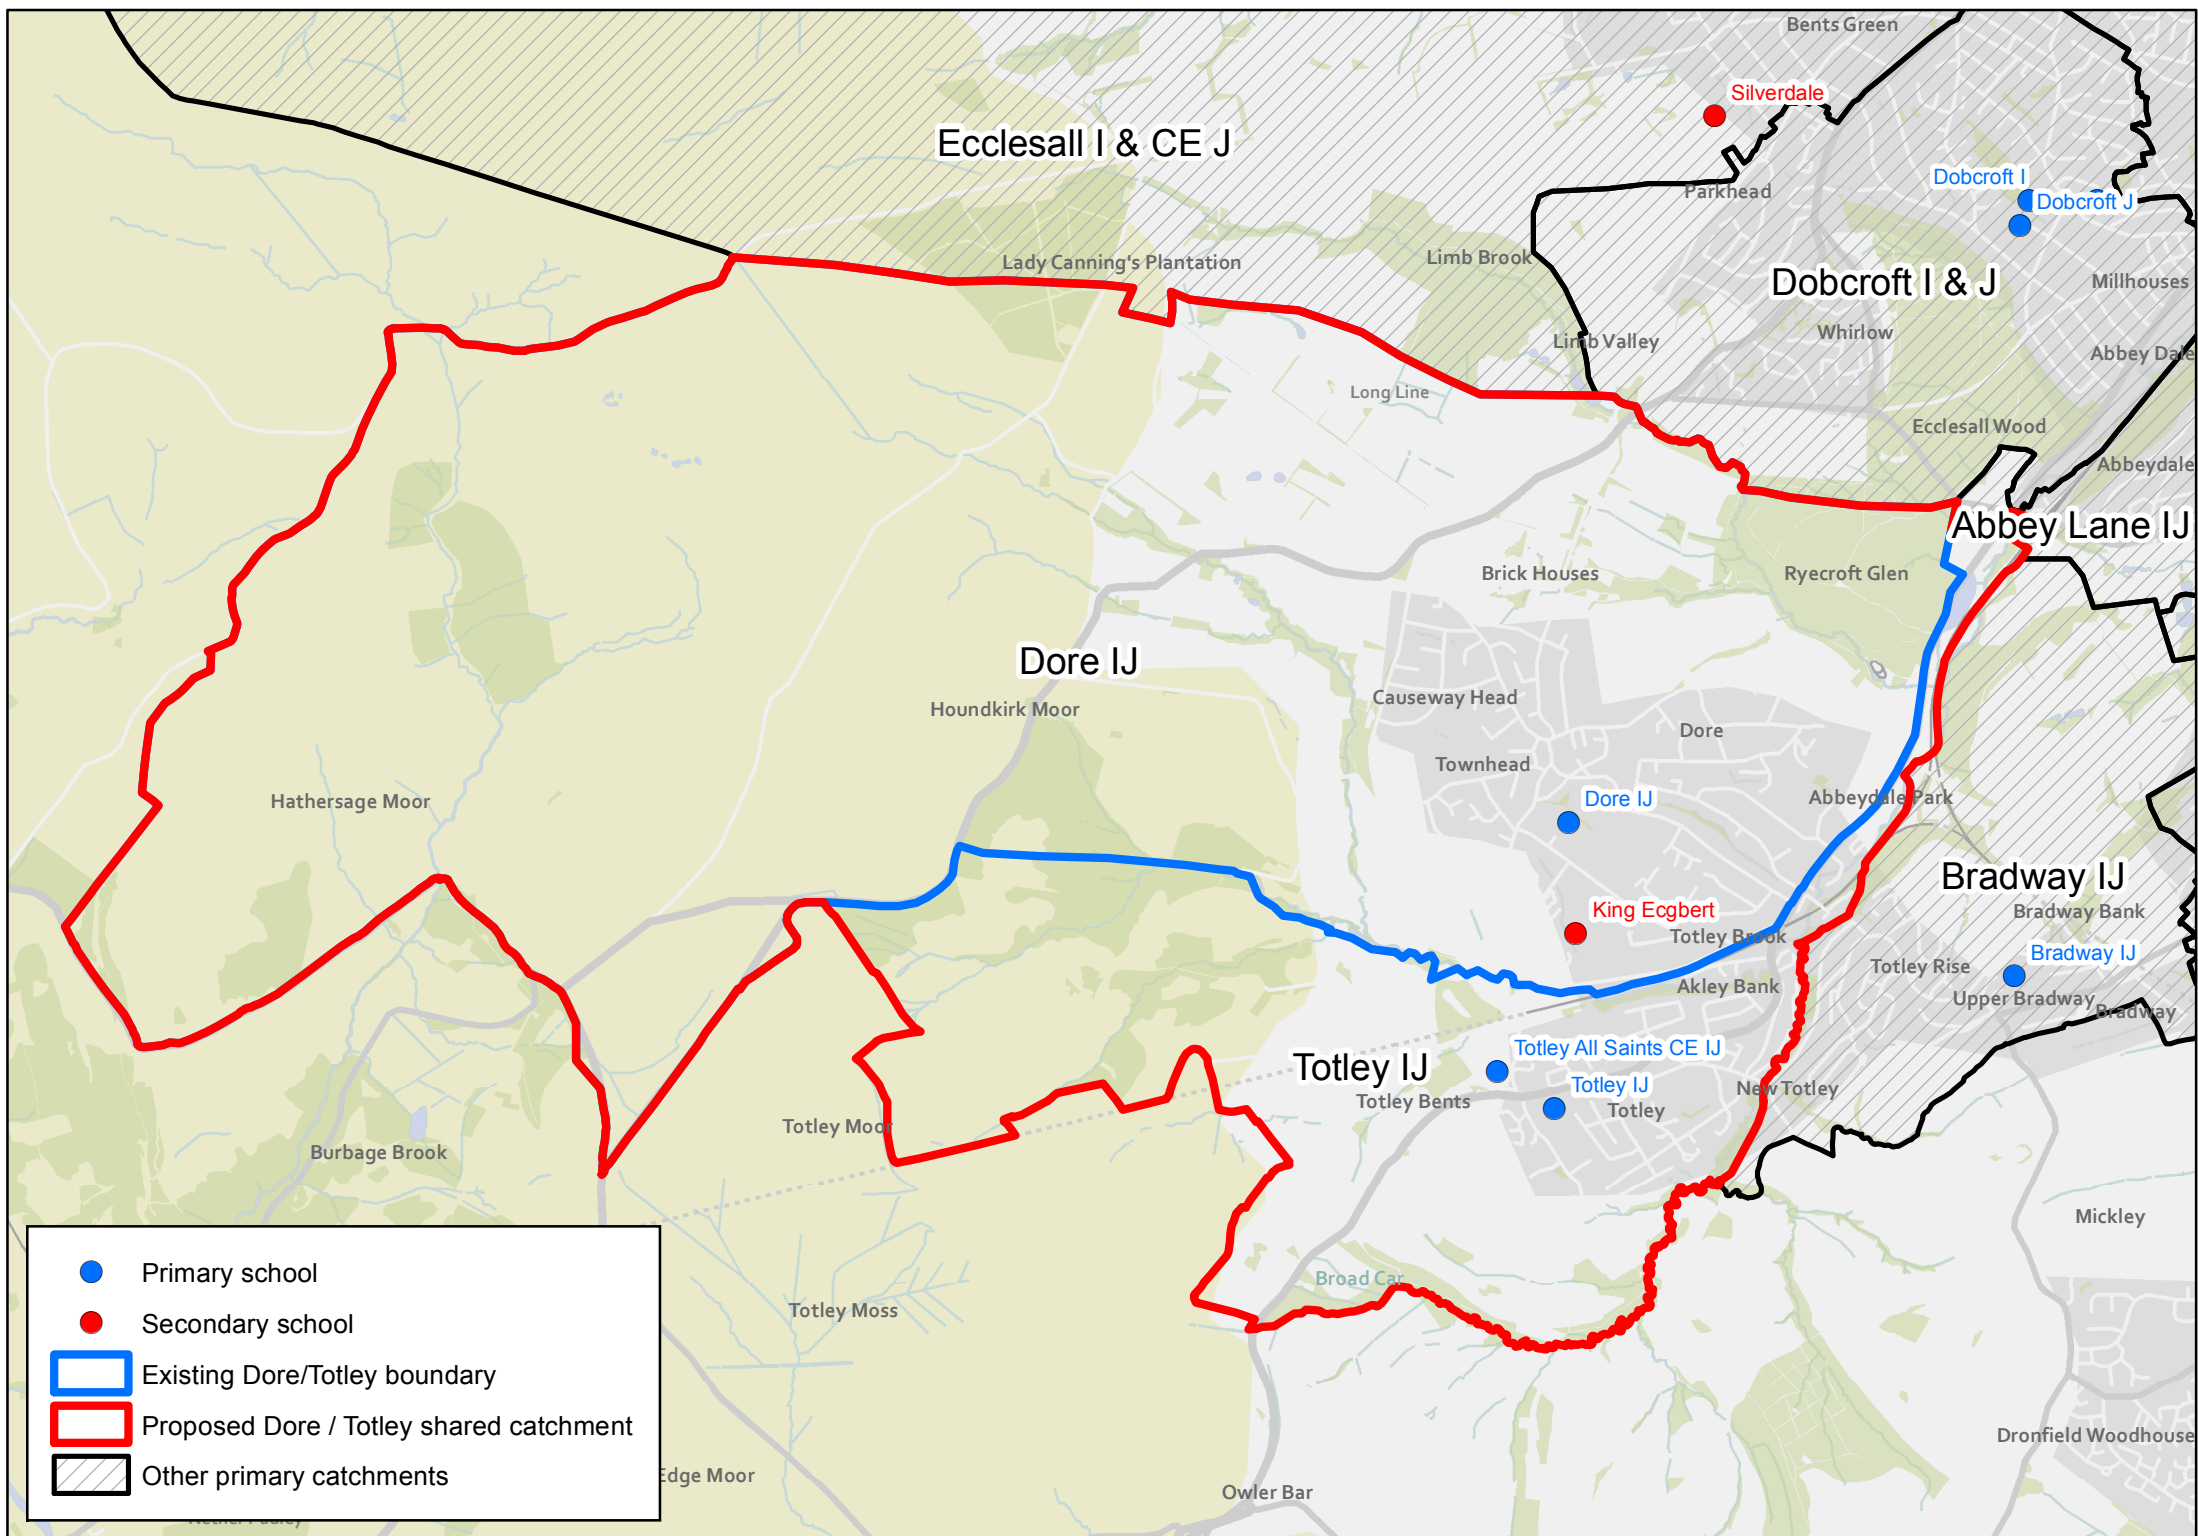 Bents Green
Silverdale
Ecclesall I & CE J
Parkhead
Dobcroft I
Dobcroft J
Lady Canning's Plantation
Limb Brook
Dobcroft I & J
Millhouses
Limb Valley
Whirlow
Abbey Dale
Long Line
Ecclesall Wood
Abbeydale
Abbey Lane IJ
Brick Houses
Ryecroft Glen
Dore IJ
Houndkirk Moor
Causeway Head
Dore
Townhead
Hathersage Moor
Dore IJ
Abbeydale Park
Bradway IJ
King Ecgbert
Bradway Bank
Totley Brook
Bradway IJ
Totley Rise
Akley Bank
Upper Bradway
Bradway
Totley All Saints CE IJ
Totley IJ
Totley IJ
New Totley
Totley Bents
Totley
Totley Moor
Burbage Brook
Mickley
Broad Car
Totley Moss
Primary school
Secondary school
Existing Dore/Totley boundary
Proposed Dore / Totley shared catchment
Other primary catchments
Edge Moor
Dronfield Woodhouse
Owler Bar